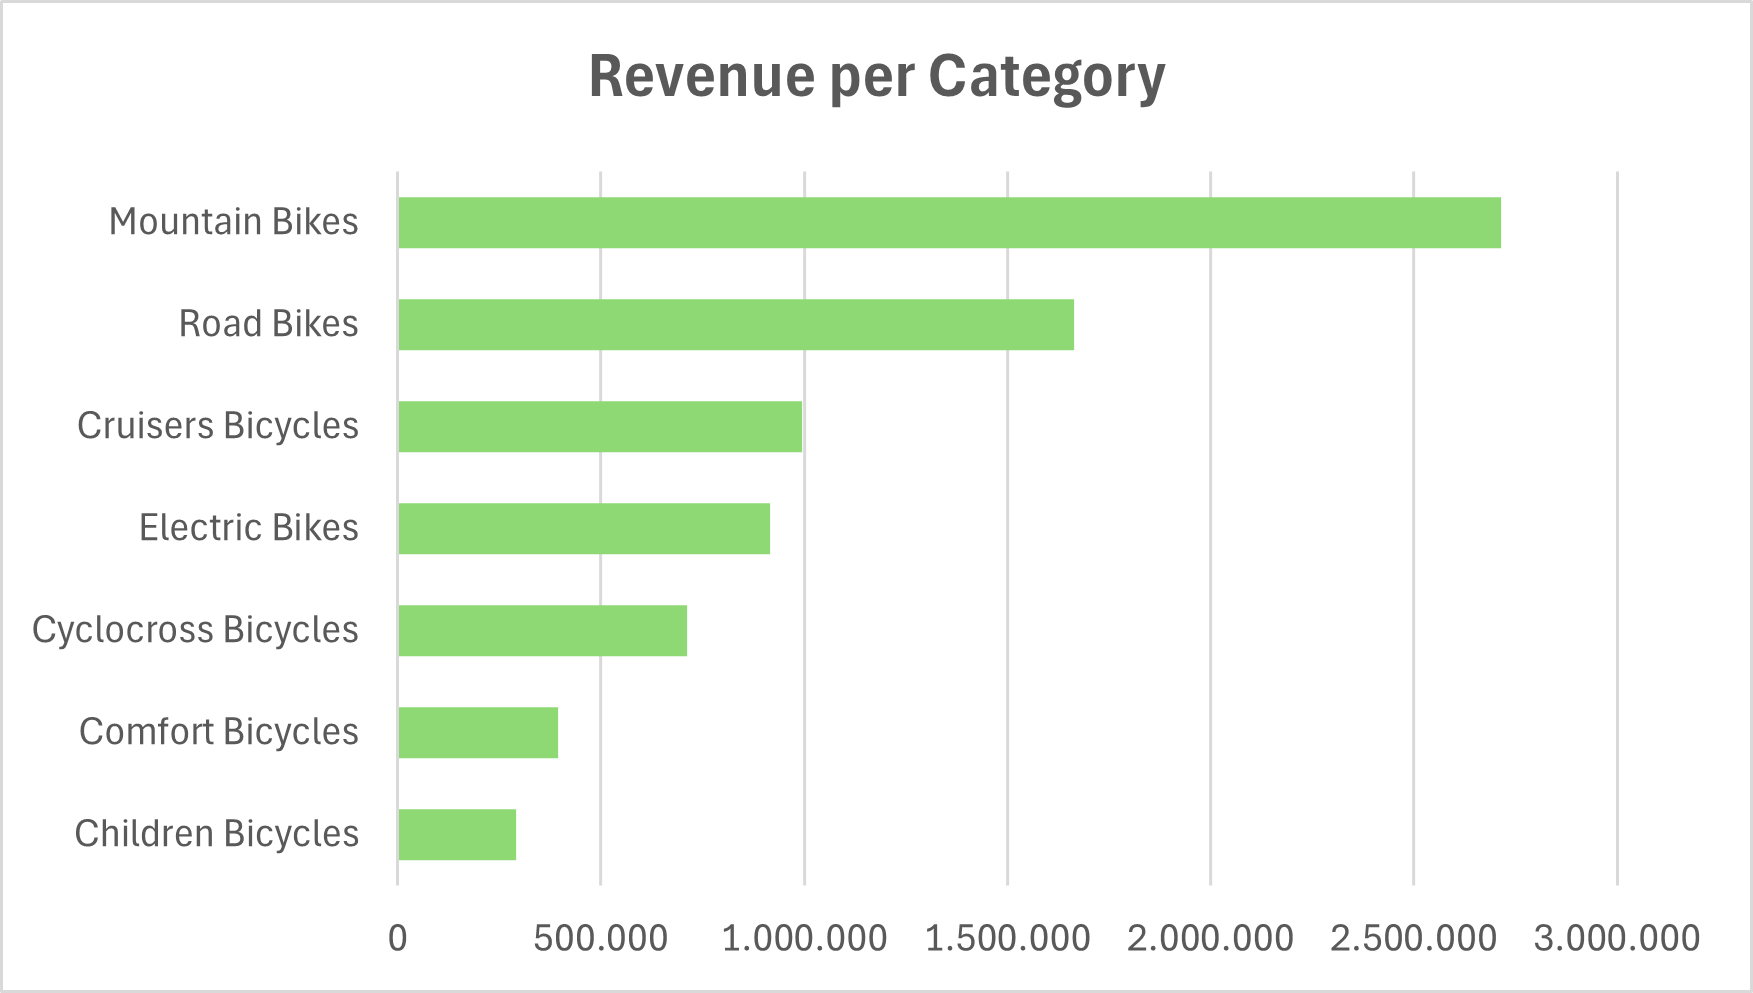 Revenue per Category
Mountain Bikes
Road Bikes
Cruisers Bicycles
Electric Bikes
Cyclocross Bicycles
Comfort Bicycles
Children Bicycles
0 500.000 1.000.000 1.500.000 2.000.000 2.500.000 3.000.000